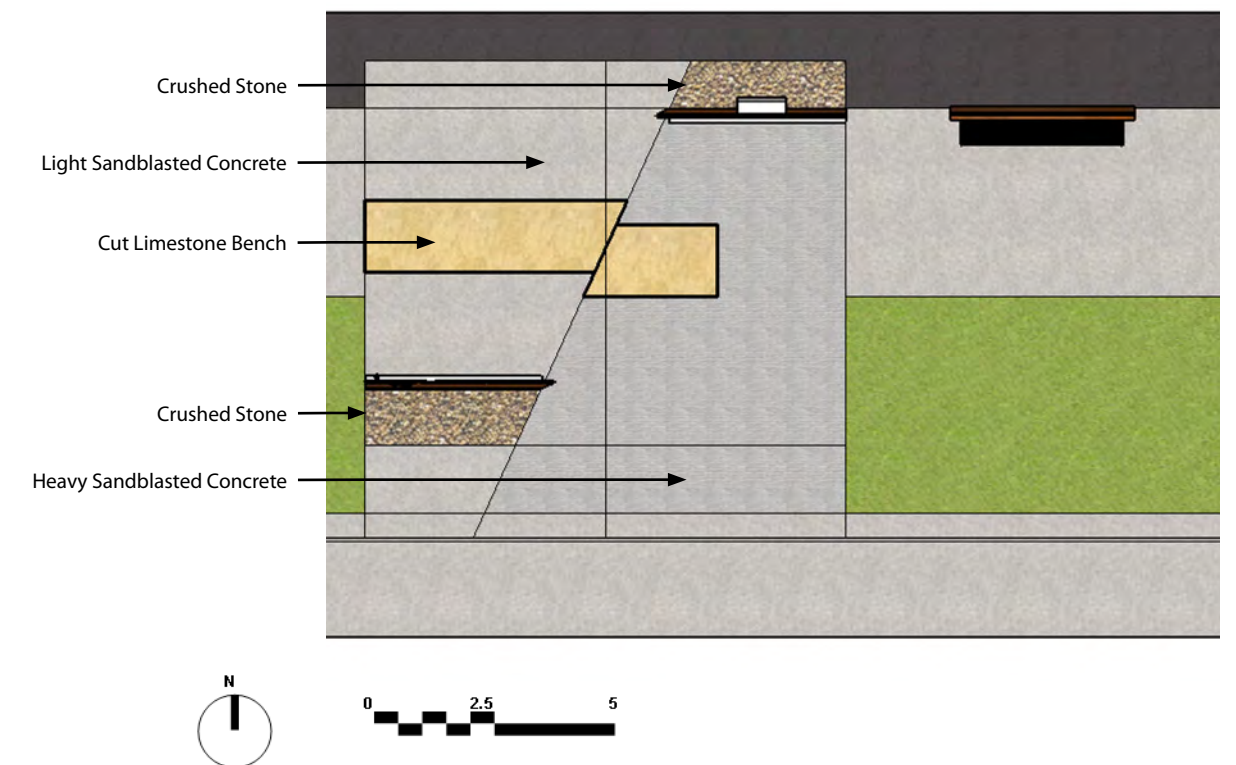 Crushed Stone
Light Sandblasted Concrete
Cut Limestone Bench
Crushed Stone
Heavy Sandblasted Concrete
N
0 2.5 5